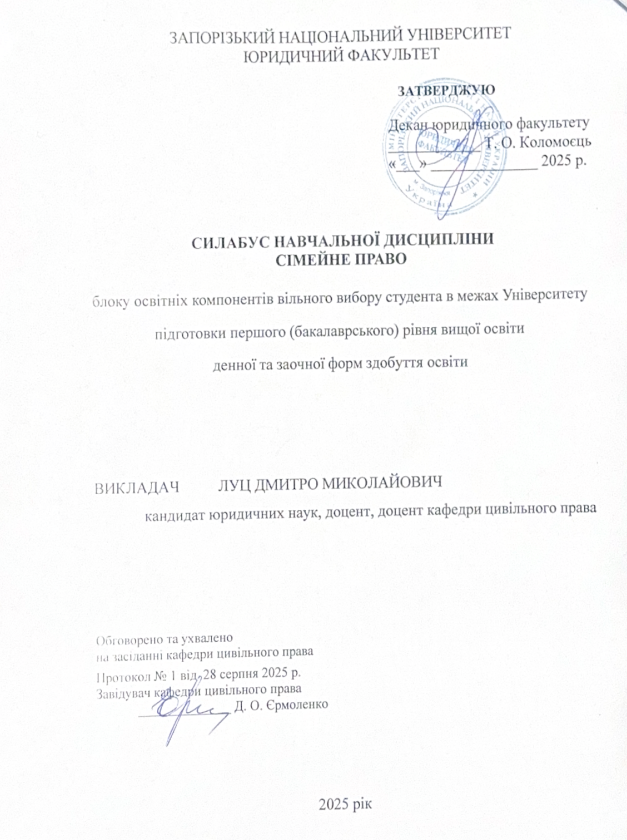 ЗАПОРІЗЬКИЙ НАЦІОНАЛЬНИЙ УНІВЕРСИТЕТ
ЮРИДИЧНИЙ ФАКУЛЬТЕТ
ЗАТВЕРДЖУЮ
Декан юридичного факультету
Т. О. Коломоєць
«___» ______________ 2025 р.
СИЛАБУС НАВЧАЛЬНОЇ ДИСЦИПЛІНИ
СІМЕЙНЕ ПРАВО
блоку освітніх компонентів вільного вибору студента в межах Університету
підготовки першого (бакалаврського) рівня вищої освіти
денної та заочної форм здобуття освіти
ВИКЛАДАЧ ЛУЦ ДМИТРО МИКОЛАЙОВИЧ
кандидат юридичних наук, доцент, доцент кафедри цивільного права
Обговорено та ухвалено
на засіданні кафедри цивільного права
Протокол № 1 від 28 серпня 2025 р.
Завідувач кафедри цивільного права
Д. О. Єрмоленко
2025 рік